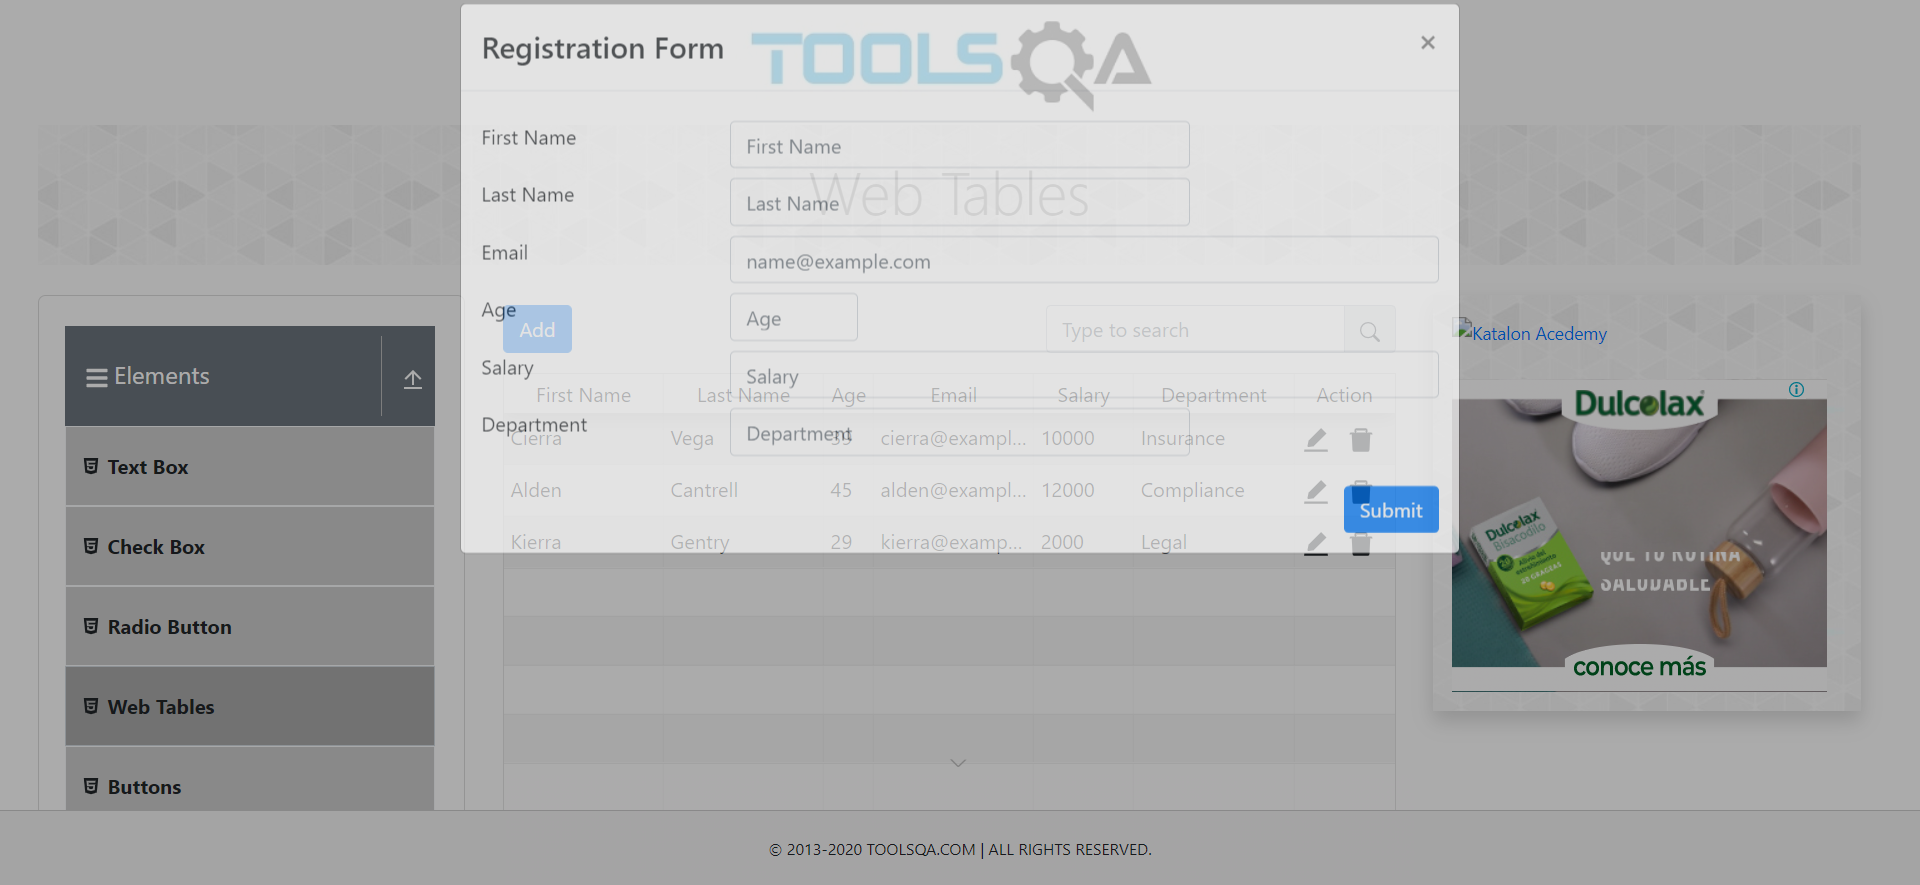 Registration Form
×
TOOLSQA
First Name
First Name
Last Name
Last Name
Web Tables
Email
name@example.com
Age
Age
Add
Type to search
Salary
Salary
Department
Department
First Name Last Name Age Email Salary Department Action
Cierra Vega 39 cierra@exampl... 10000 Insurance
Alden Cantrell 45 alden@exampl... 12000 Compliance
Submit
Kierra Gentry 29 kierra@examp... 2000 Legal
Elements
Text Box
Check Box
Radio Button
Web Tables
Buttons
Katalon Acedemy
Dulcolax
Dulcolax
Bisacodilo
QUE TU RUTINA
SALUDABLE
20 GRAGEAS
conoce más
© 2013-2020 TOOLSQA.COM | ALL RIGHTS RESERVED.